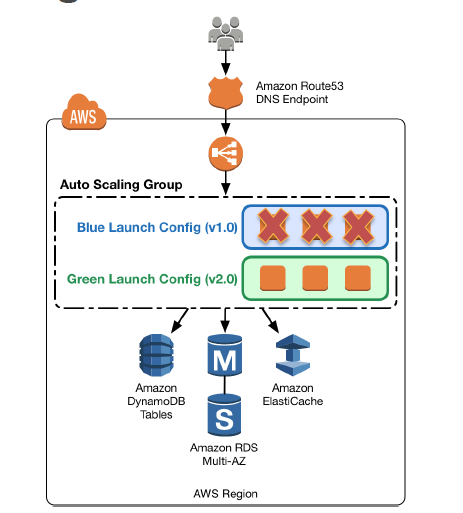 Amazon Route53
DNS Endpoint
AWS
Auto Scaling Group
Blue Launch Config (v1.0)
Green Launch Config (v2.0)
M
Amazon
DynamoDB
Tables
Amazon
ElastiCache
S
Amazon RDS
Multi-AZ
AWS Region